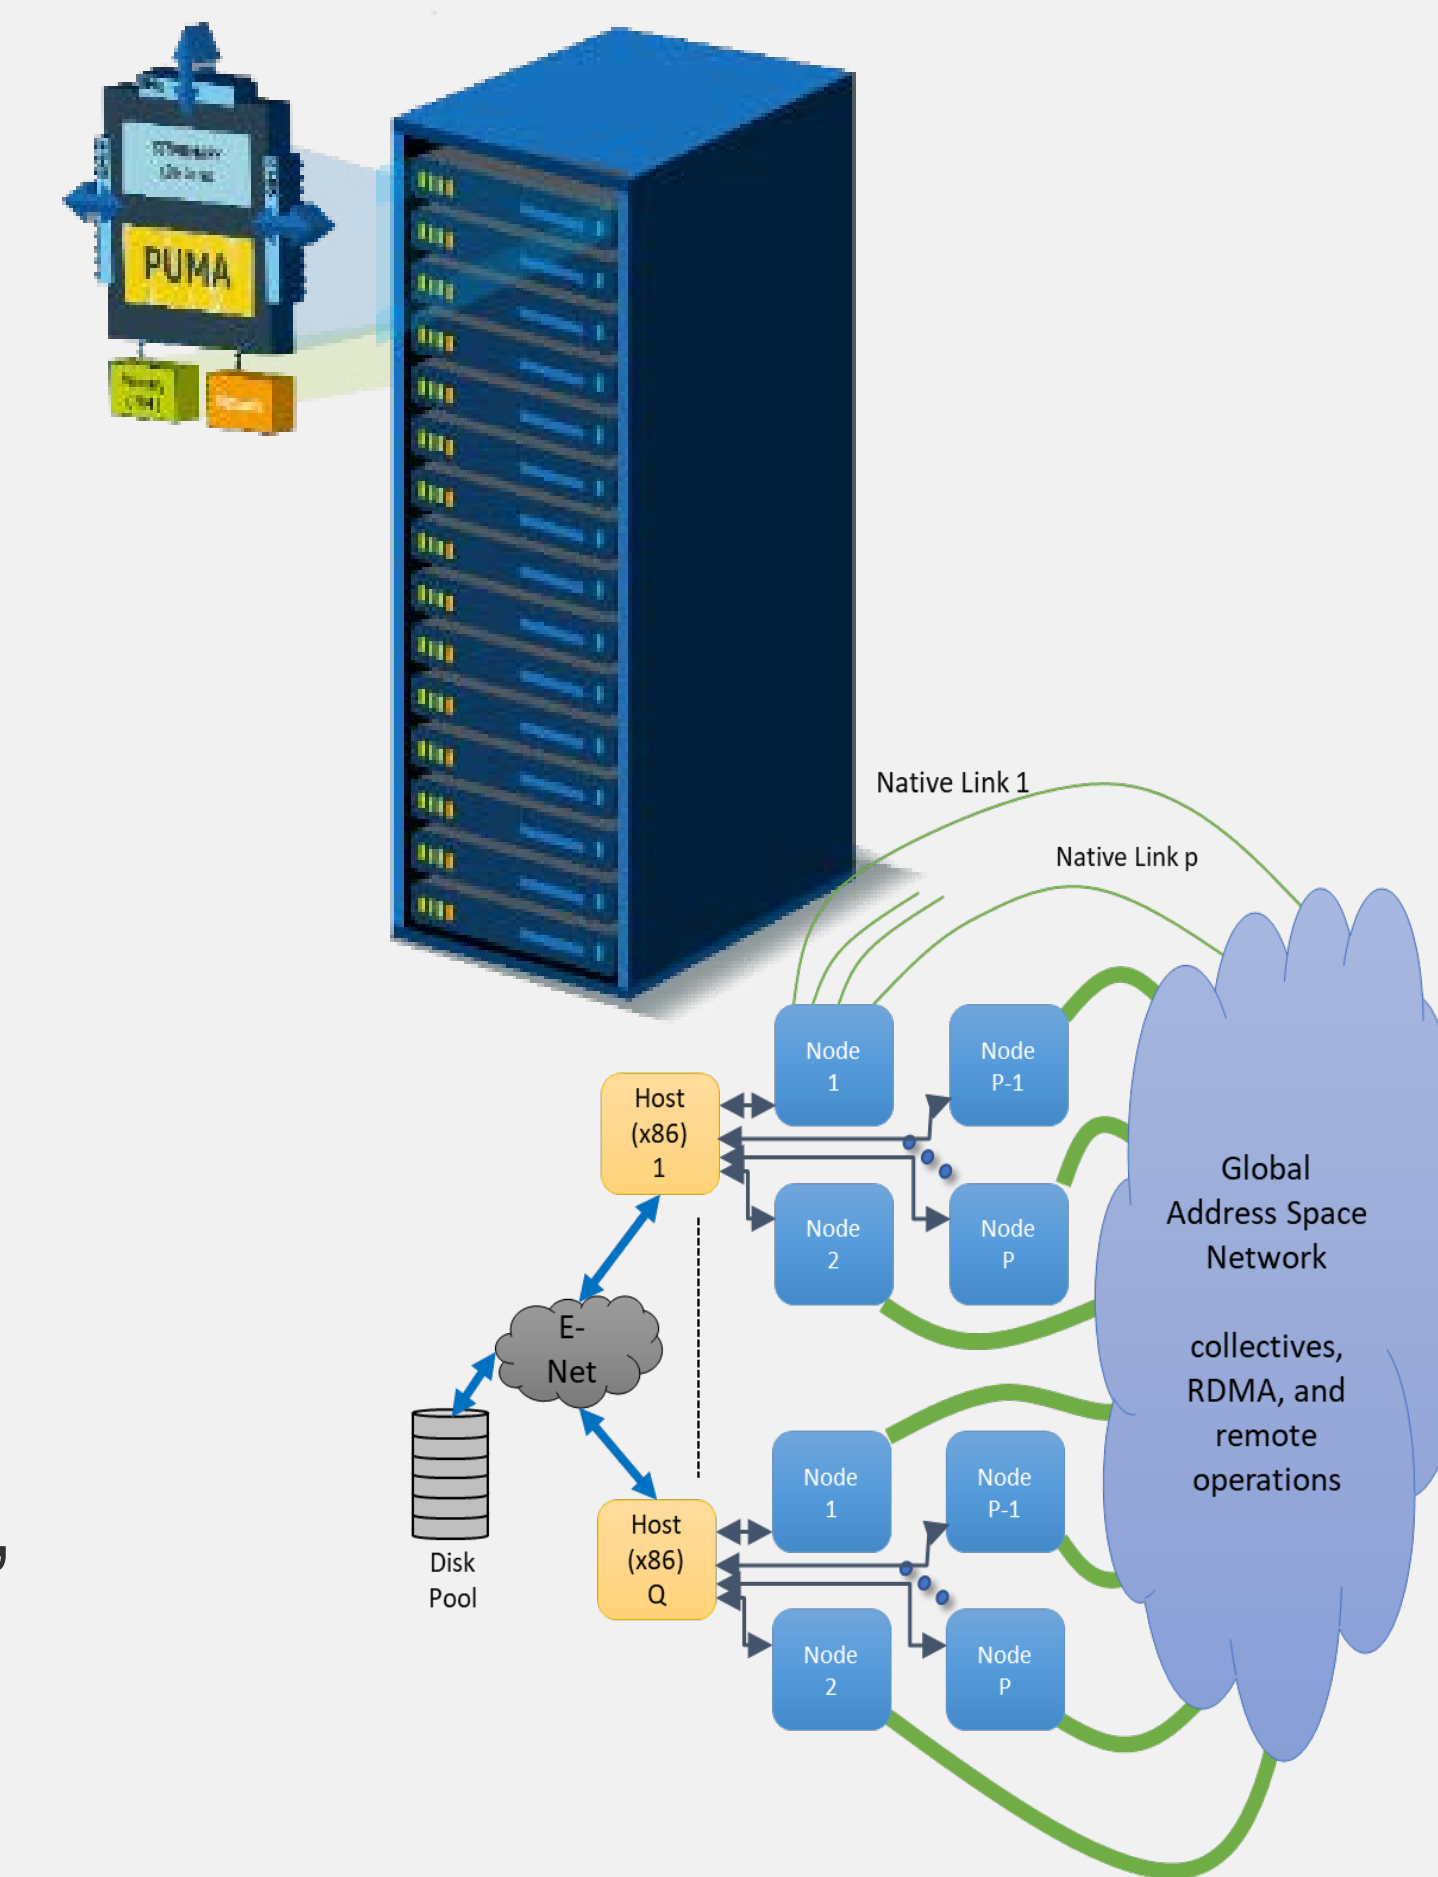 PUMA
Native Link 1
Native Link p
Node
1
Node
P-1
Host
(x86)
1
Node
2
Node
P
Global
Address Space
Network
collectives,
RDMA, and
remote
operations
E-
Net
Disk
Pool
Host
(x86)
Q
Node
1
Node
P-1
Node
2
Node
P
,